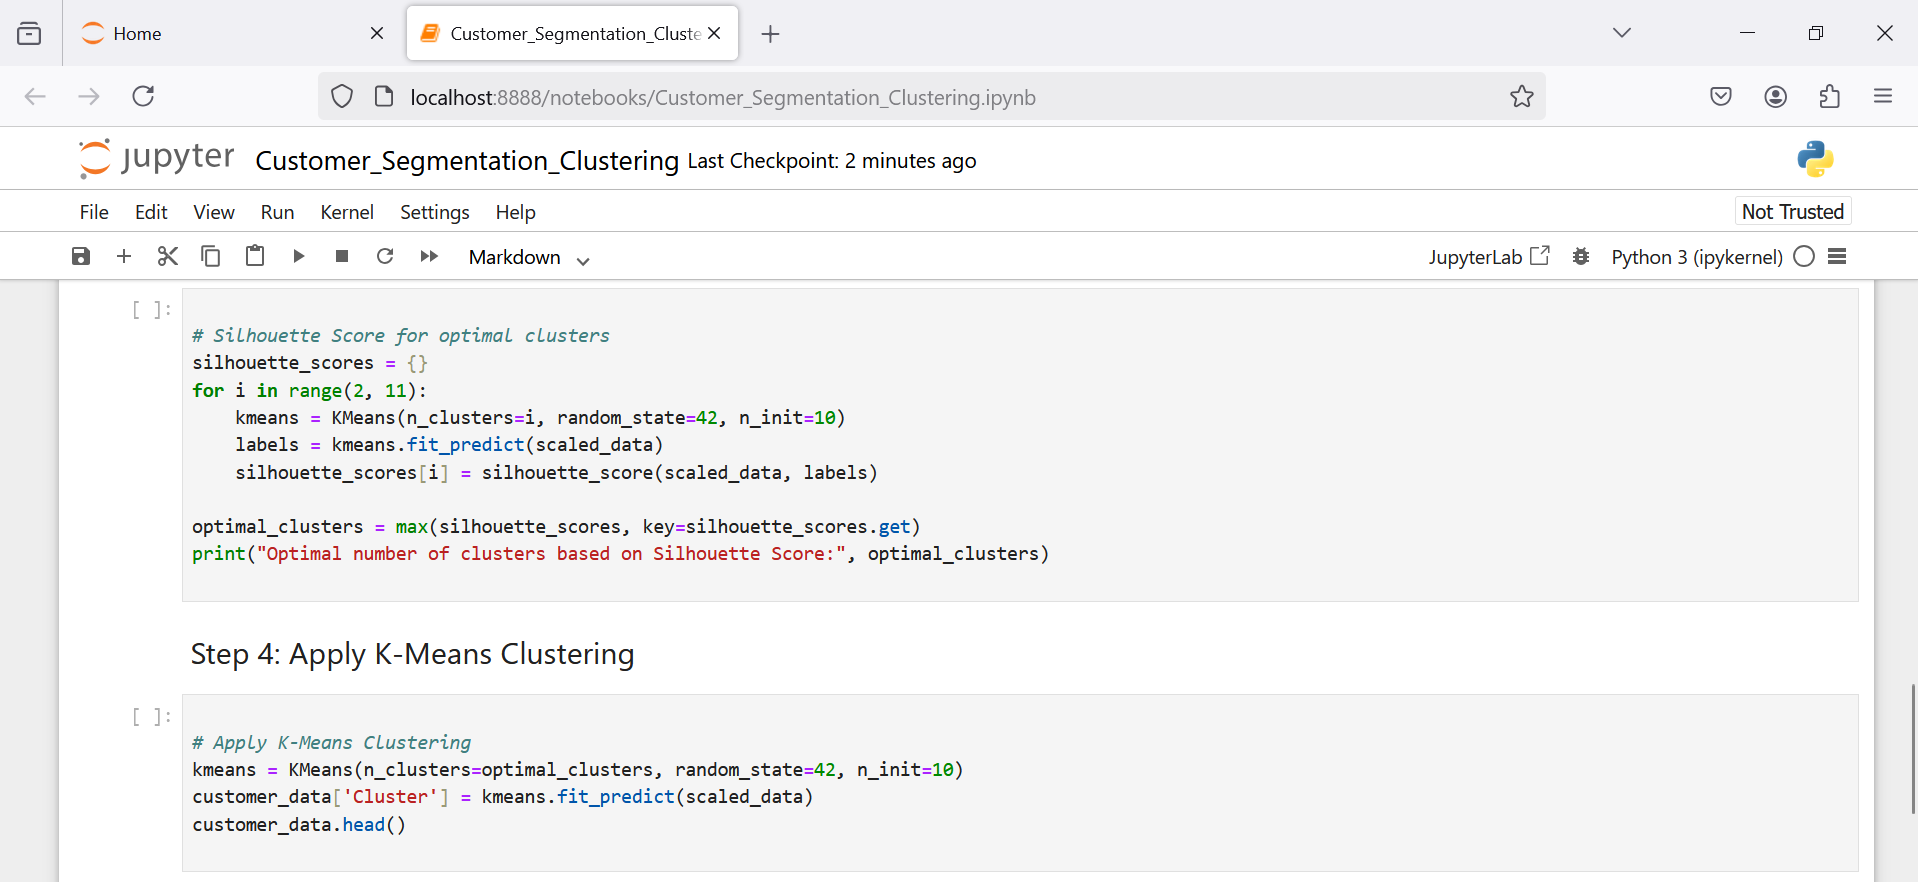 Home
Customer_Segmentation_Cluste
localhost:8888/notebooks/Customer_Segmentation_Clustering.ipynb
jupyter Customer_Segmentation_Clustering Last Checkpoint: 2 minutes ago
File Edit View Run Kernel Settings Help Not Trusted
Markdown JupyterLab Python 3 (ipykernel)
[ ]:
# Silhouette Score for optimal clusters
silhouette_scores = {}
for i in range(2, 11):
    kmeans = KMeans(n_clusters=i, random_state=42, n_init=10)
    labels = kmeans.fit_predict(scaled_data)
    silhouette_scores[i] = silhouette_score(scaled_data, labels)
optimal_clusters = max(silhouette_scores, key=silhouette_scores.get)
print("Optimal number of clusters based on Silhouette Score:", optimal_clusters)
Step 4: Apply K-Means Clustering
[ ]:
# Apply K-Means Clustering
kmeans = KMeans(n_clusters=optimal_clusters, random_state=42, n_init=10)
customer_data['Cluster'] = kmeans.fit_predict(scaled_data)
customer_data.head()